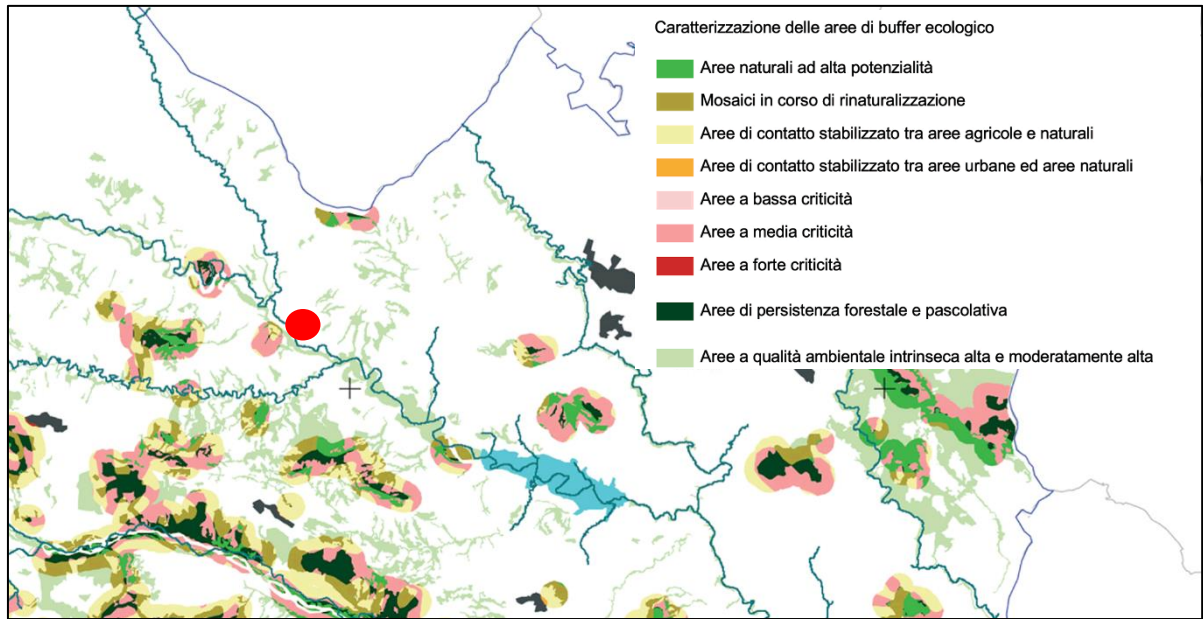 Caratterizzazione delle aree di buffer ecologico
Aree naturali ad alta potenzialità
Mosaici in corso di rinaturalizzazione
Aree di contatto stabilizzato tra aree agricole e naturali
Aree di contatto stabilizzato tra aree urbane ed aree naturali
Aree a bassa criticità
Aree a media criticità
Aree a forte criticità
Aree di persistenza forestale e pascolativa
Aree a qualità ambientale intrinseca alta e moderatamente alta